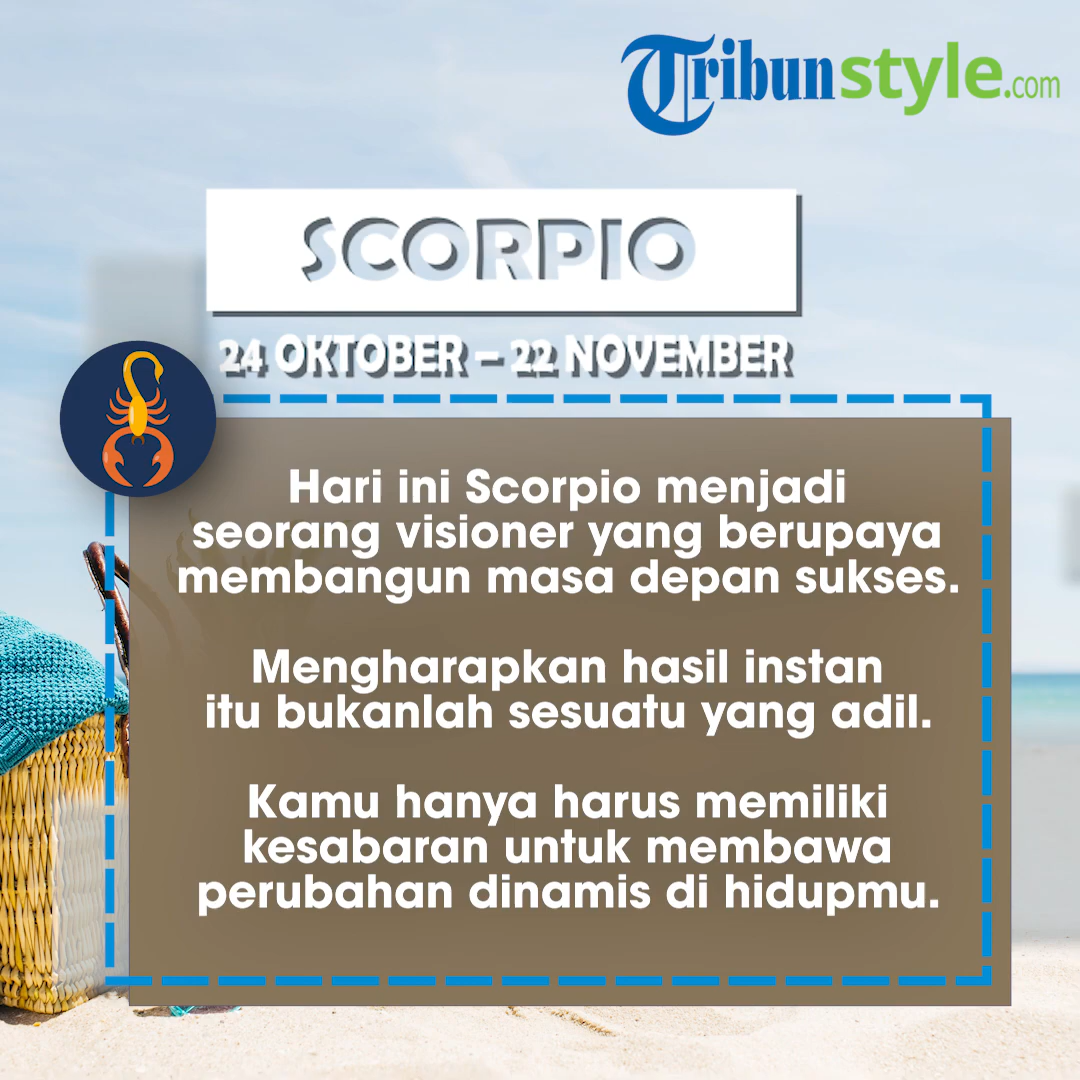 Tribunstyle.com
SCORPIO
24 OKTOBER – 22 NOVEMBER
Hari ini Scorpio menjadi
seorang visioner yang berupaya
membangun masa depan sukses.
Mengharapkan hasil instan
itu bukanlah sesuatu yang adil.
Kamu hanya harus memiliki
kesabaran untuk membawa
perubahan dinamis di hidupmu.